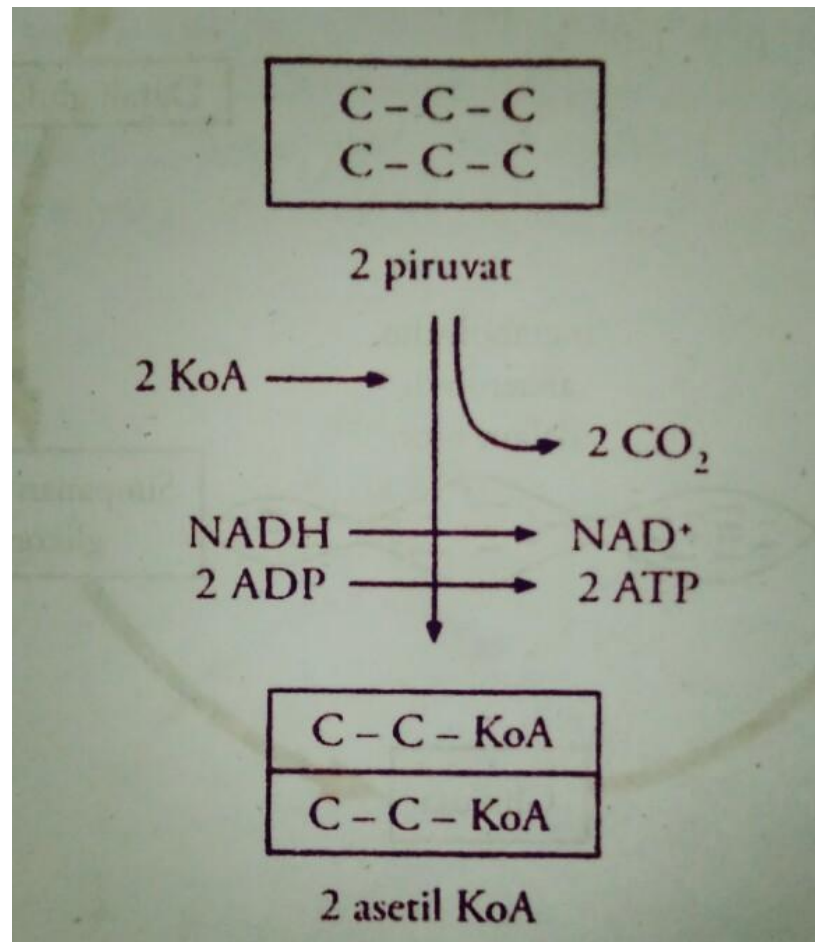 C – C – C
C – C – C
2 piruvat
2 KoA
2 CO₂
NADH
NAD⁺
2 ADP
2 ATP
C – C – KoA
C – C – KoA
2 asetil KoA